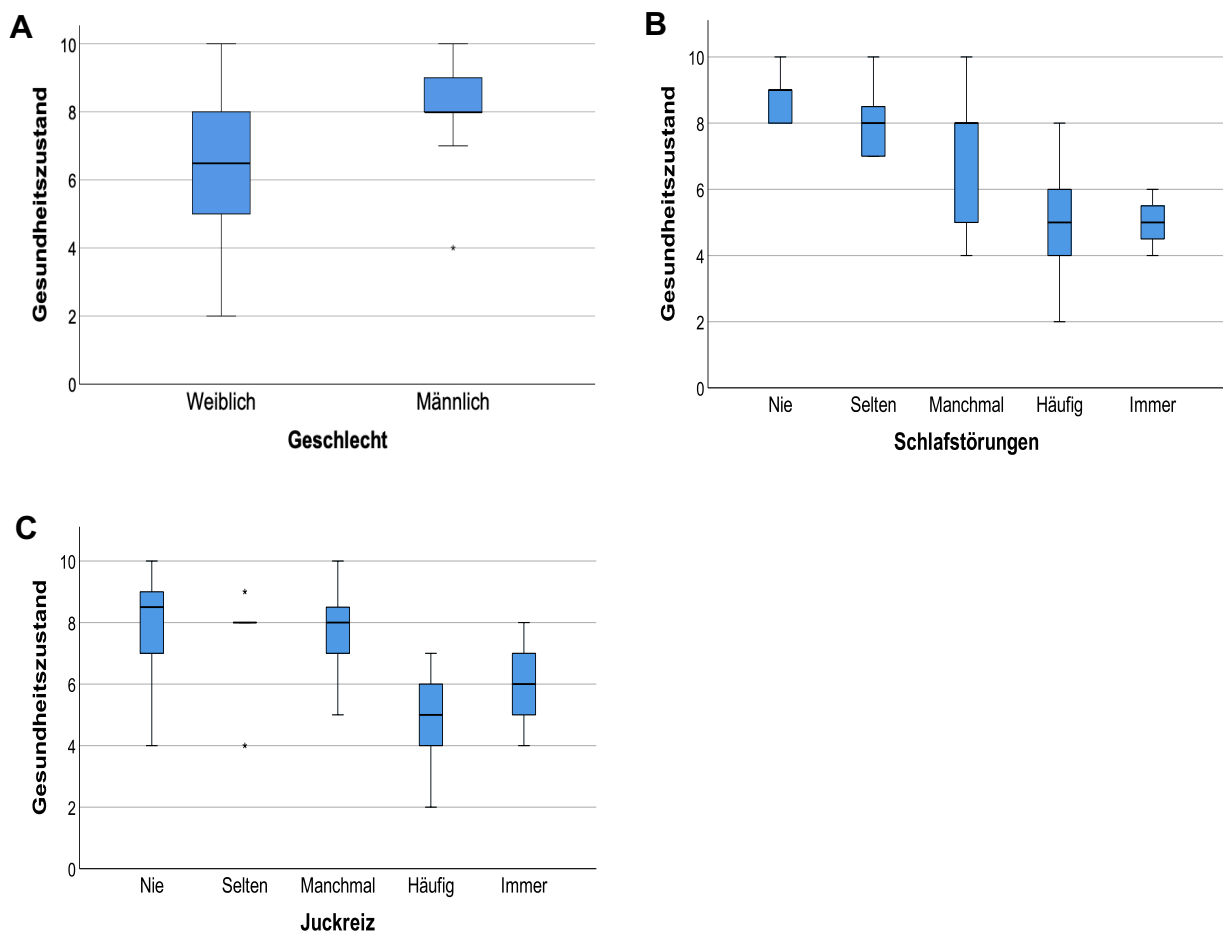 A
Gesundheitszustand
10
8
6
4
2
0
*
Weiblich Männlich
Geschlecht
B
Gesundheitszustand
10
8
6
4
2
0
Nie Selten Manchmal Häufig Immer
Schlafstörungen
C
Gesundheitszustand
10
8
6
4
2
0
*
*
Nie Selten Manchmal Häufig Immer
Juckreiz